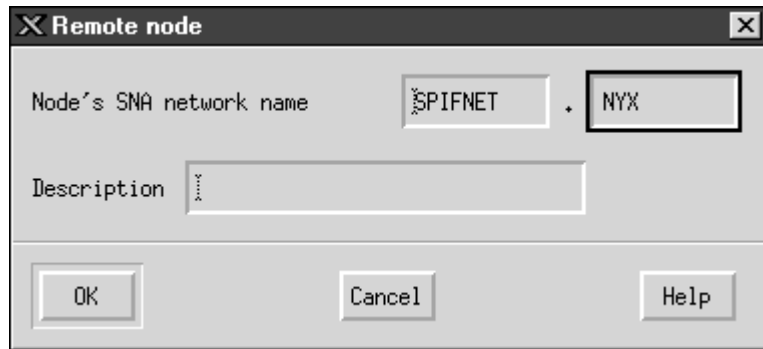 Remote node
Node's SNA network name SPIFNET . NYX
Description
OK Cancel Help